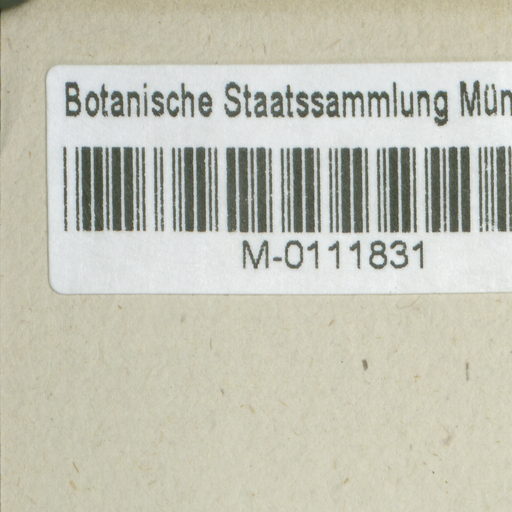 Botanische Staatssammlung Mün
M-0111831